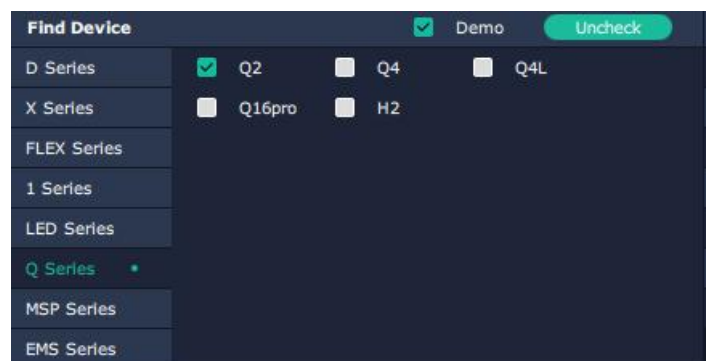 Find Device Demo Uncheck
D Series Q2 Q4 Q4L
X Series Q16pro H2
FLEX Series
1 Series
LED Series
Q Series
MSP Series
EMS Series